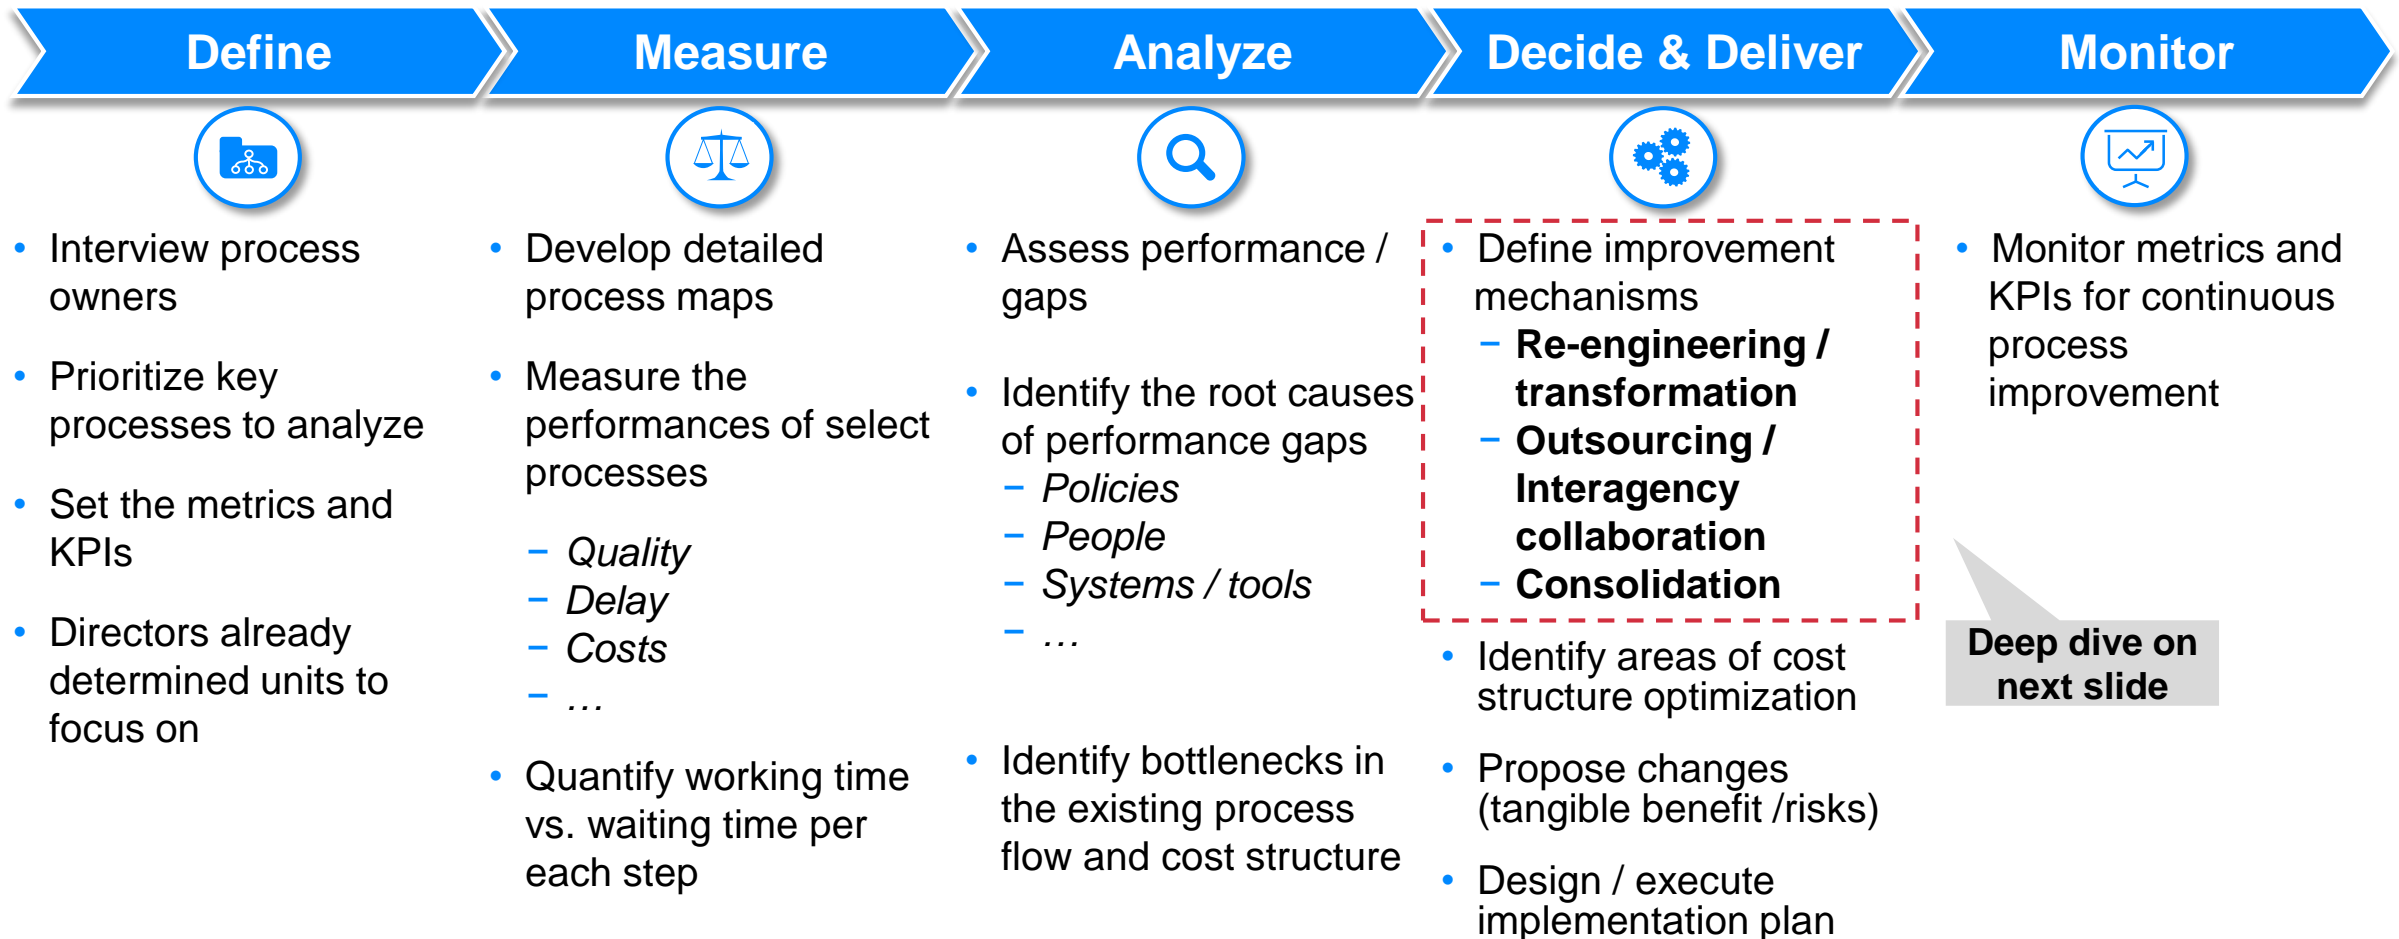 Define
Measure
Analyze
Decide & Deliver
Monitor
• Interview process
owners
• Prioritize key
processes to analyze
• Set the metrics and
KPIs
• Directors already
determined units to
focus on
• Develop detailed
process maps
• Measure the
performances of select
processes
− Quality
− Delay
− Costs
− …
• Quantify working time
vs. waiting time per
each step
• Assess performance /
gaps
• Identify the root causes
of performance gaps
− Policies
− People
− Systems / tools
− …
• Identify bottlenecks in
the existing process
flow and cost structure
• Define improvement
mechanisms
− Re-engineering /
transformation
− Outsourcing /
Interagency
collaboration
− Consolidation
• Identify areas of cost
structure optimization
• Propose changes
(tangible benefit /risks)
• Design / execute
implementation plan
• Monitor metrics and
KPIs for continuous
process
improvement
Deep dive on
next slide